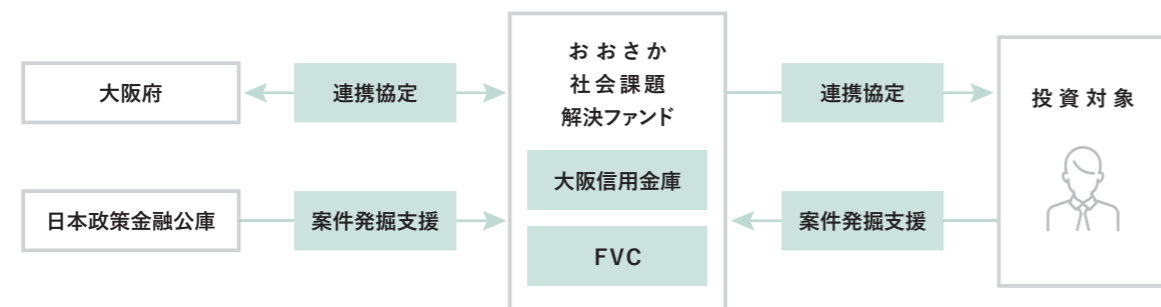 大阪府
連携協定
おおさか
社会課題
解決ファンド
連携協定
投資対象
日本政策金融公庫
案件発掘支援
大阪信用金庫
FVC
案件発掘支援